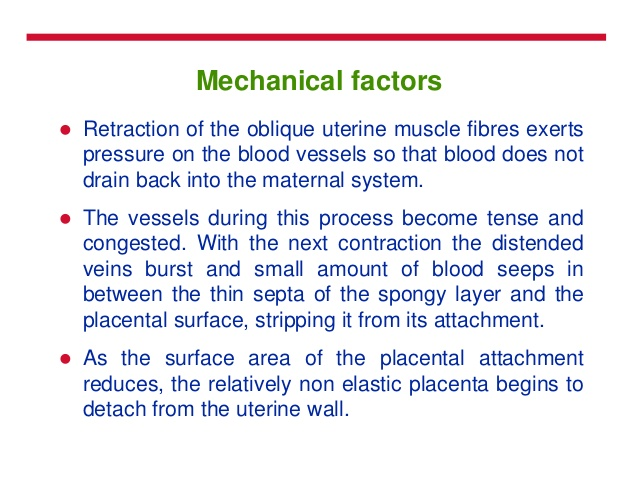 Mechanical factors
● Retraction of the oblique uterine muscle fibres exerts
pressure on the blood vessels so that blood does not
drain back into the maternal system.
● The vessels during this process become tense and
congested. With the next contraction the distended
veins burst and small amount of blood seeps in
between the thin septa of the spongy layer and the
placental surface, stripping it from its attachment.
● As the surface area of the placental attachment
reduces, the relatively non elastic placenta begins to
detach from the uterine wall.